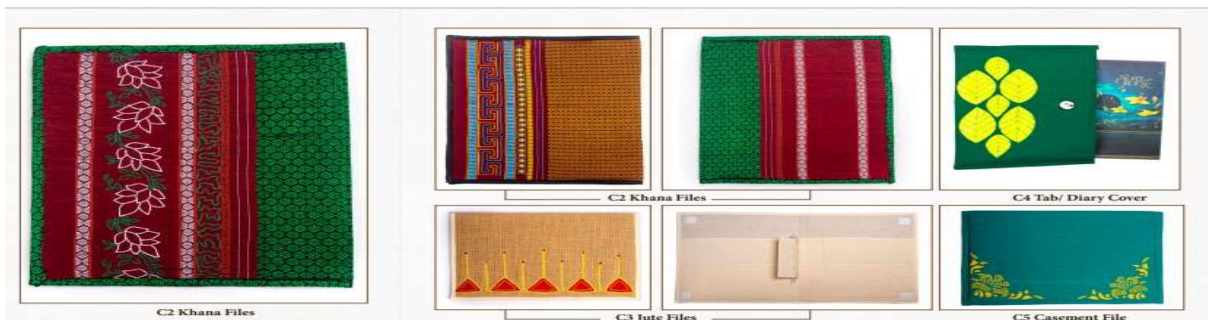 C2 Khana Files
C2 Khana Files
C4 Tab/ Diary Cover
C3 Jute Files
C5 Casement File